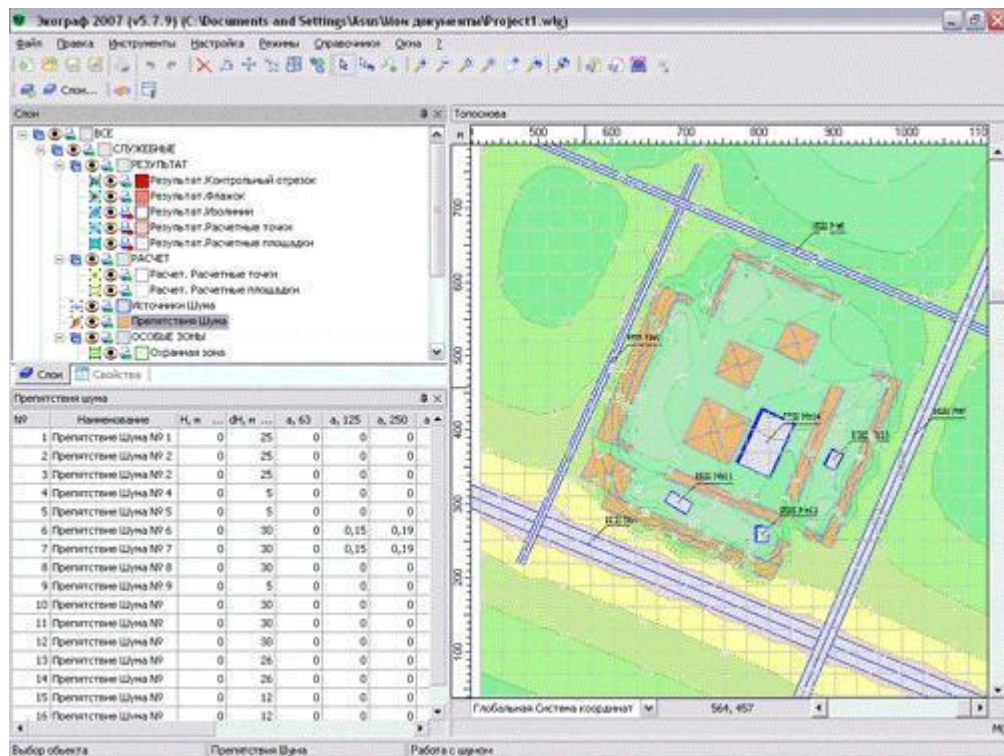 Экограф 2007 (v5.7.9) (C:\Documents and Settings\Asus\Мои документы\Project1.wlg)
Файл Правка Инструменты Настройка Режимы Справочники Окна ?
Слои...
Слои
Топооснова
ВСЕ
СЛУЖЕБНЫЕ
РЕЗУЛЬТАТ
Результат.Контрольный отрезок
Результат.Флажок
Результат.Изолинии
Результат.Расчетные точки
Результат.Расчетные площадки
РАСЧЕТ
Расчет. Расчетные точки
Расчет. Расчетные площадки
Источники Шума
Препятствия Шума
ОСОБЫЕ ЗОНЫ
Охранная зона
Слои Свойства
м 500 600 700 800 900 1000 110
700
600
500
400
300
200
100
Препятствия шума
№ Наименование H, м ... dH, м ... a, 63 a, 125 a, 250 a
1 Препятствие Шума № 1 0 25 0 0 0
2 Препятствие Шума № 2 0 25 0 0 0
3 Препятствие Шума № 2 0 25 0 0 0
4 Препятствие Шума № 4 0 5 0 0 0
5 Препятствие Шума № 5 0 5 0 0 0
6 Препятствие Шума № 6 0 30 0 0,15 0,19
7 Препятствие Шума № 7 0 30 0 0,15 0,19
8 Препятствие Шума № 8 0 30 0 0 0
9 Препятствие Шума № 9 0 5 0 0 0
10 Препятствие Шума № 0 30 0 0 0
11 Препятствие Шума № 0 30 0 0 0
12 Препятствие Шума № 0 30 0 0 0
13 Препятствие Шума № 0 26 0 0 0
14 Препятствие Шума № 0 26 0 0 0
15 Препятствие Шума № 0 12 0 0 0
16 Препятствие Шума № 0 12 0 0 0
Глобальная Система координат 564, 457
Выбор объекта Препятствия Шума Работа с шумом